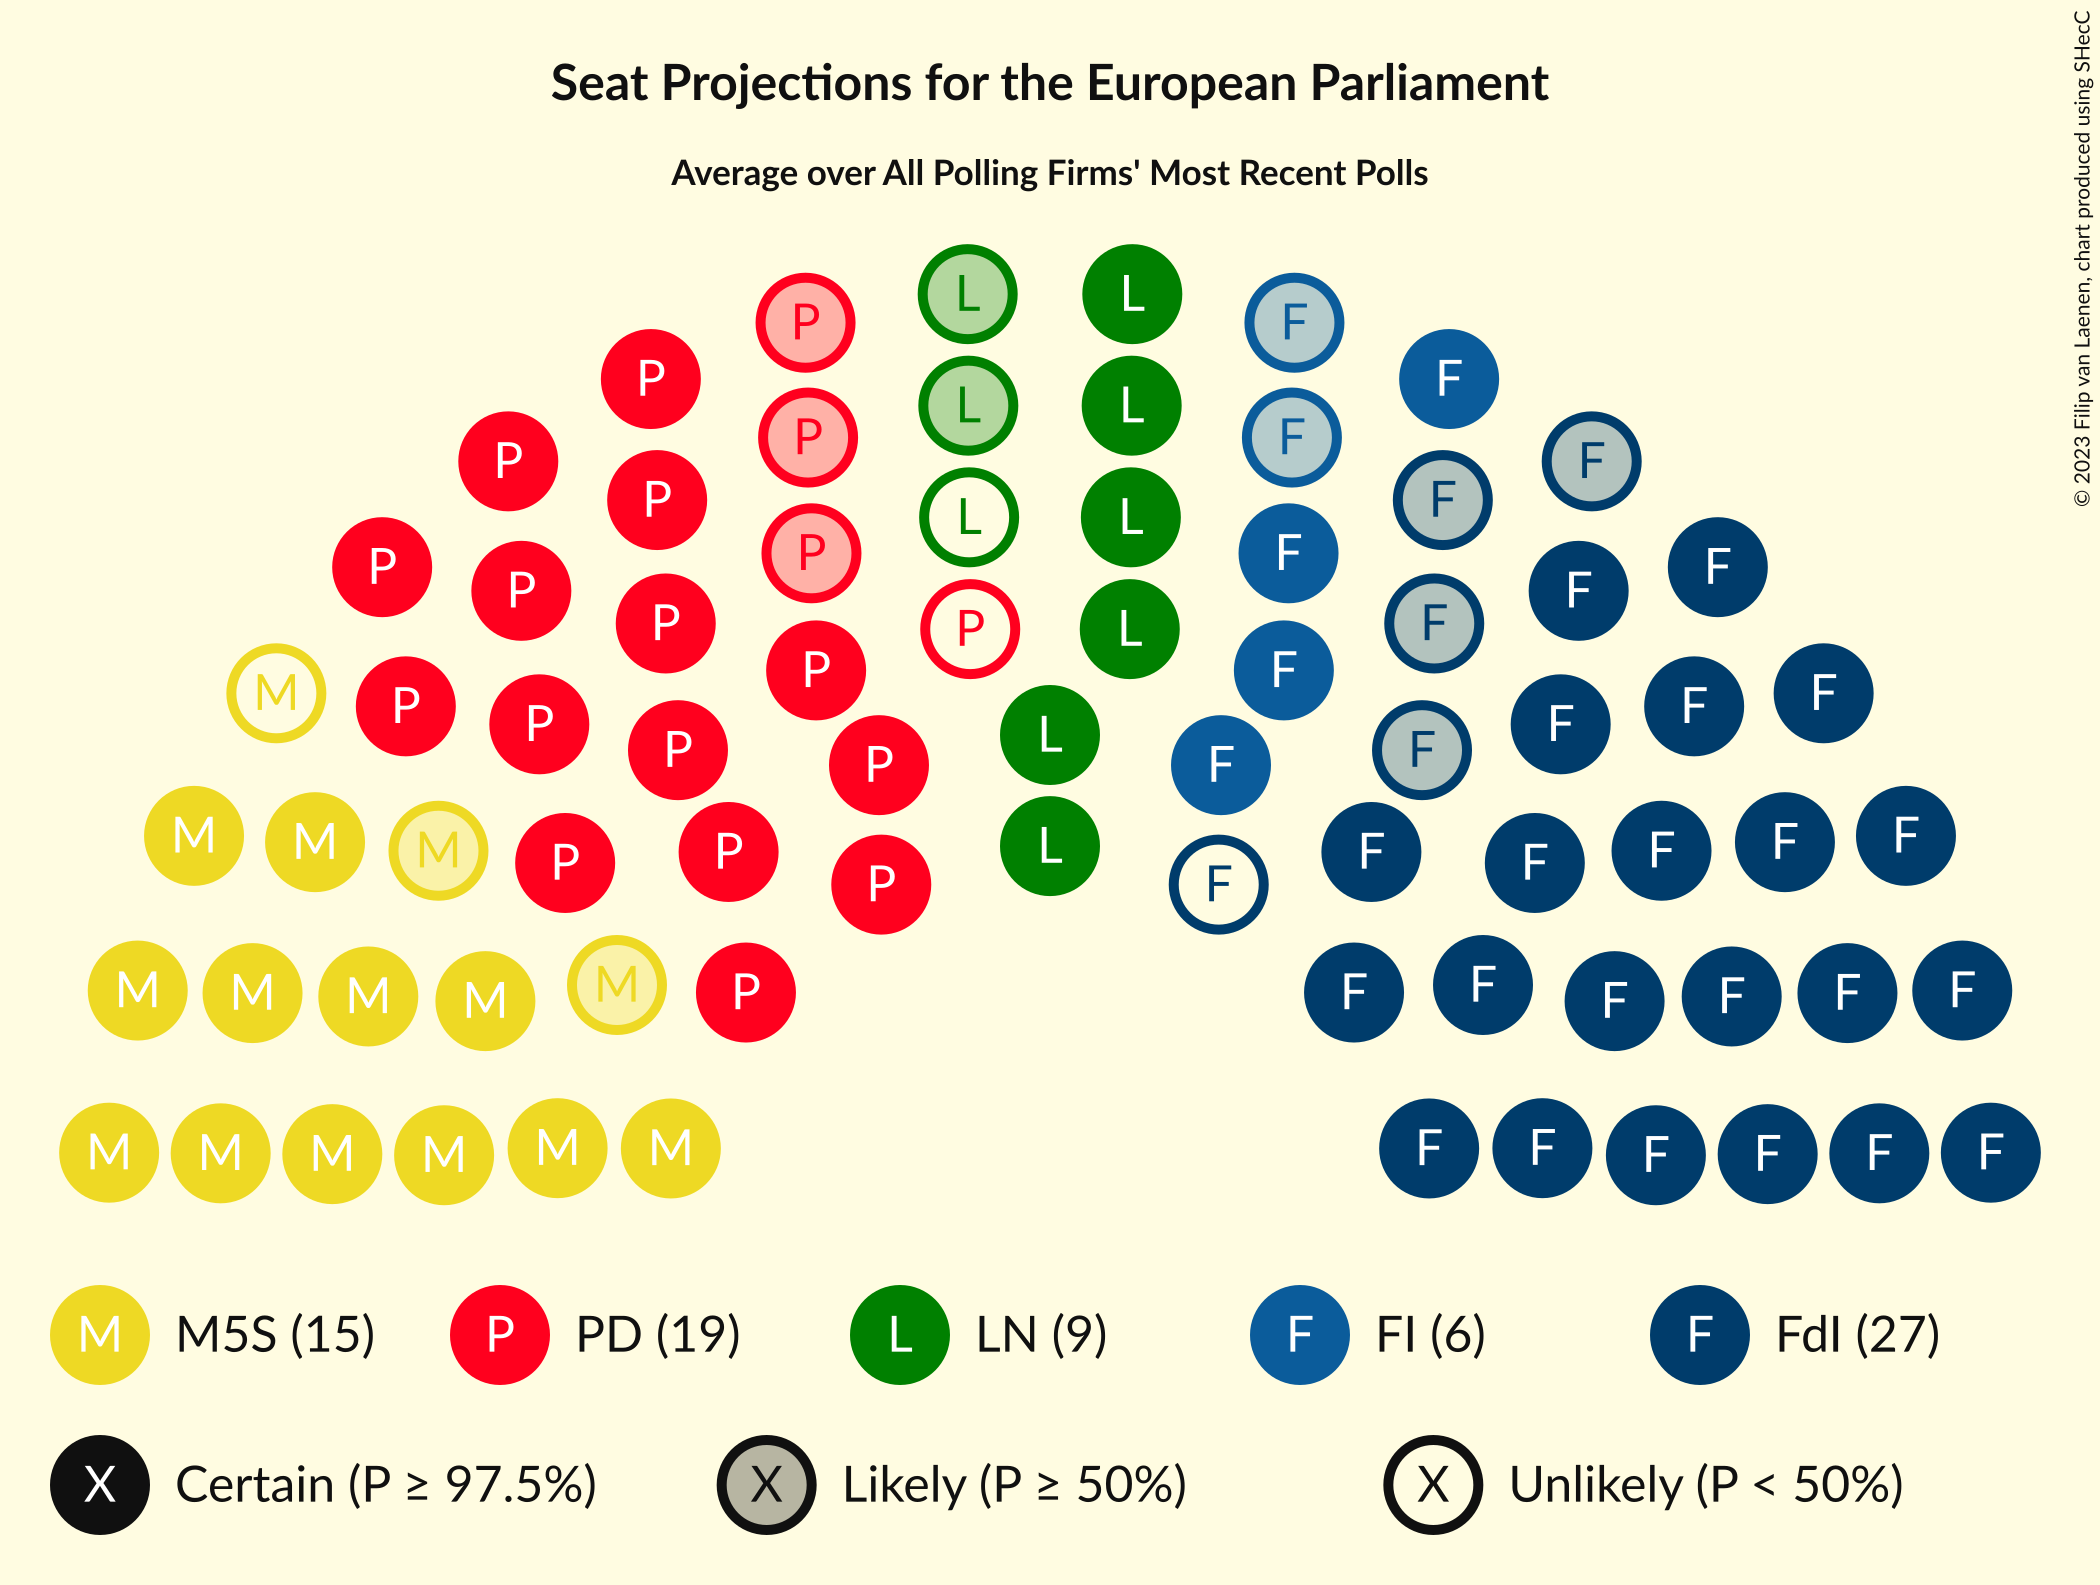 Seat Projections for the European Parliament
Average over All Polling Firms' Most Recent Polls
© 2023 Filip van Laenen, chart produced using SHecC
L L
P F
P F
L L
P F
P F
P F
L L
P F
P F
M F
P F
P F
P F
P F
P F
P F
P F
M F
M F
M F
P F
P F
P F
L
L
M F
M F
M F
M F
M F
P F
M M M M M M F F F F F F
M M5S (15) P PD (19) L LN (9) F FI (6) F FdI (27)
X Certain (P ≥ 97.5%) X Likely (P ≥ 50%) X Unlikely (P < 50%)